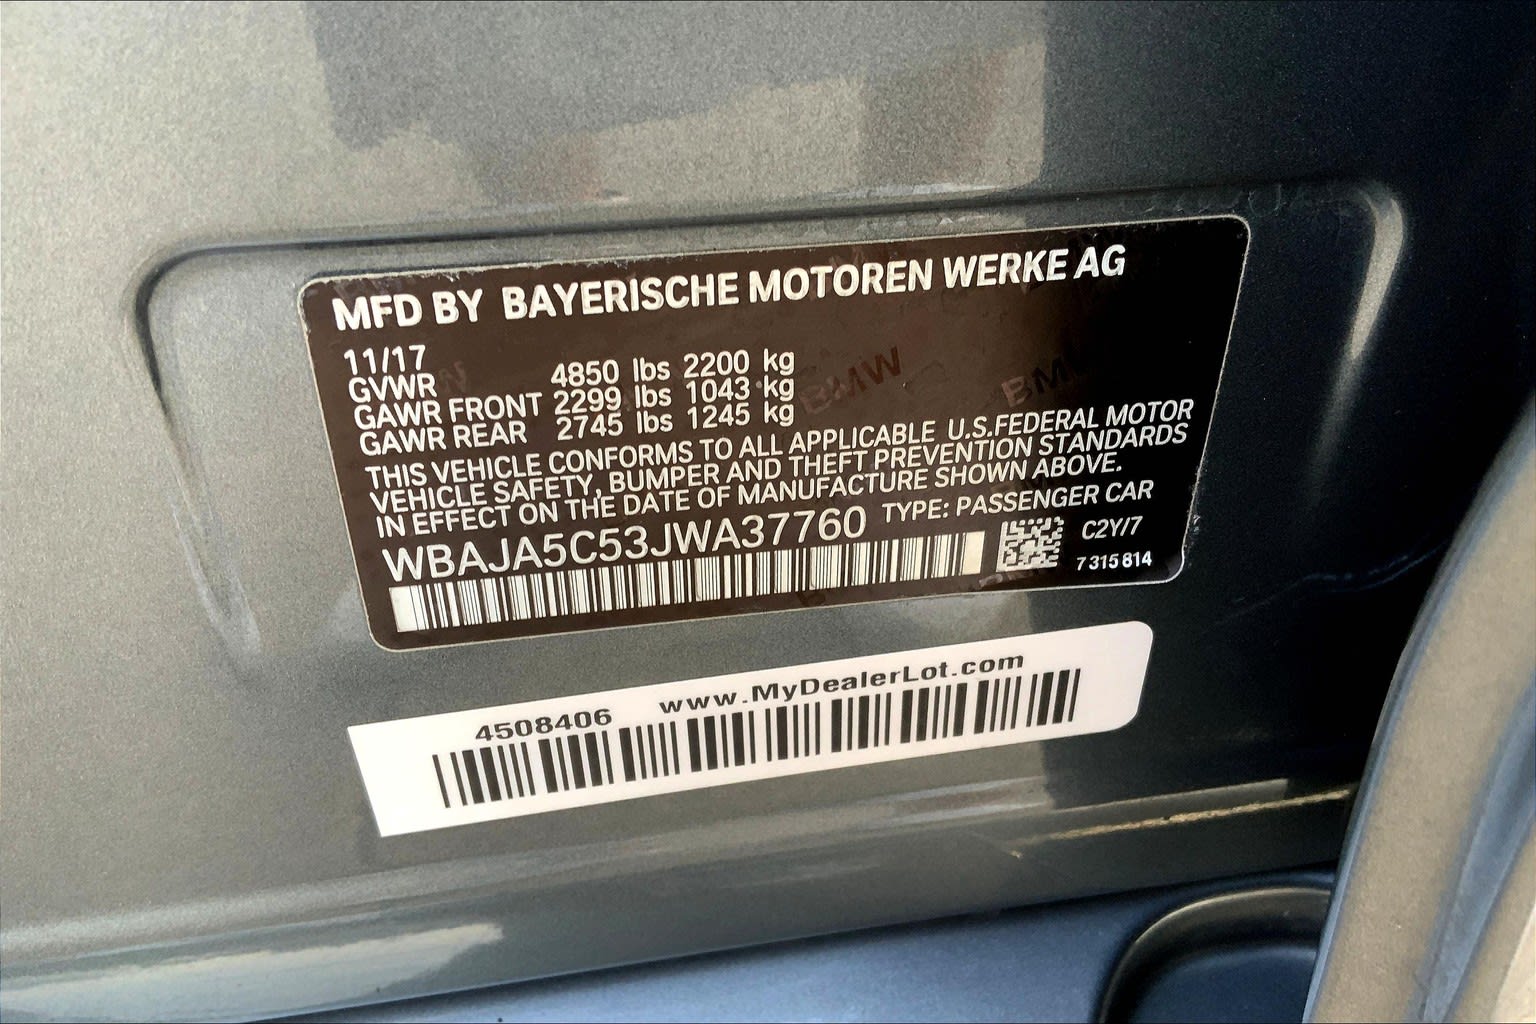 MFD BY BAYERISCHE MOTOREN WERKE AG
11/17
GVWR 4850 lbs 2200 kg
GAWR FRONT 2299 lbs 1043 kg
GAWR REAR 2745 lbs 1245 kg
THIS VEHICLE CONFORMS TO ALL APPLICABLE U.S.FEDERAL MOTOR
VEHICLE SAFETY, BUMPER AND THEFT PREVENTION STANDARDS
IN EFFECT ON THE DATE OF MANUFACTURE SHOWN ABOVE.
WBAJA5C53JWA37760 TYPE: PASSENGER CAR
C2Y/7
7 315 814
BMW
BMW
4508406 www.MyDealerLot.com